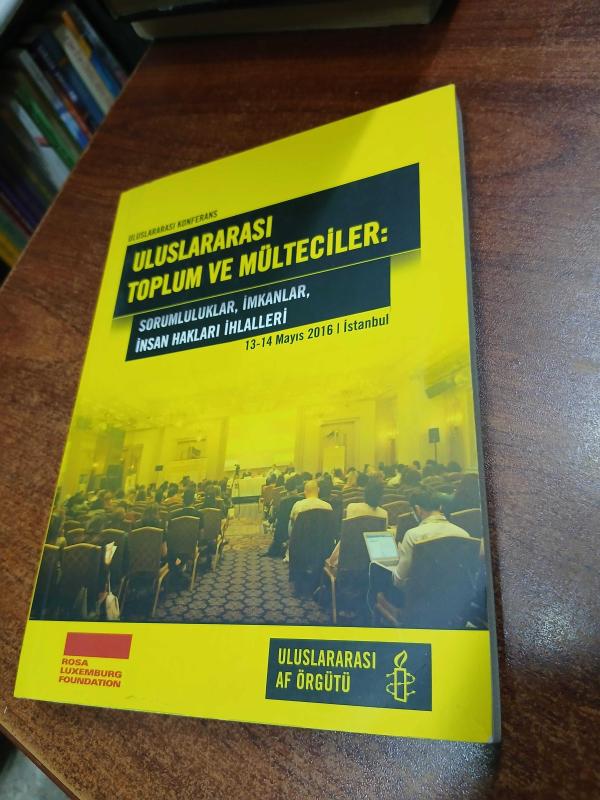 ULUSLARARASI KONFERANS
ULUSLARARASI
TOPLUM VE MÜLTECİLER:
SORUMLULUKLAR, İMKANLAR,
İNSAN HAKLARI İHLALLERİ
13-14 Mayıs 2016 | İstanbul
ROSA
LUXEMBURG
FOUNDATION
ULUSLARARASI
AF ÖRGÜTÜ